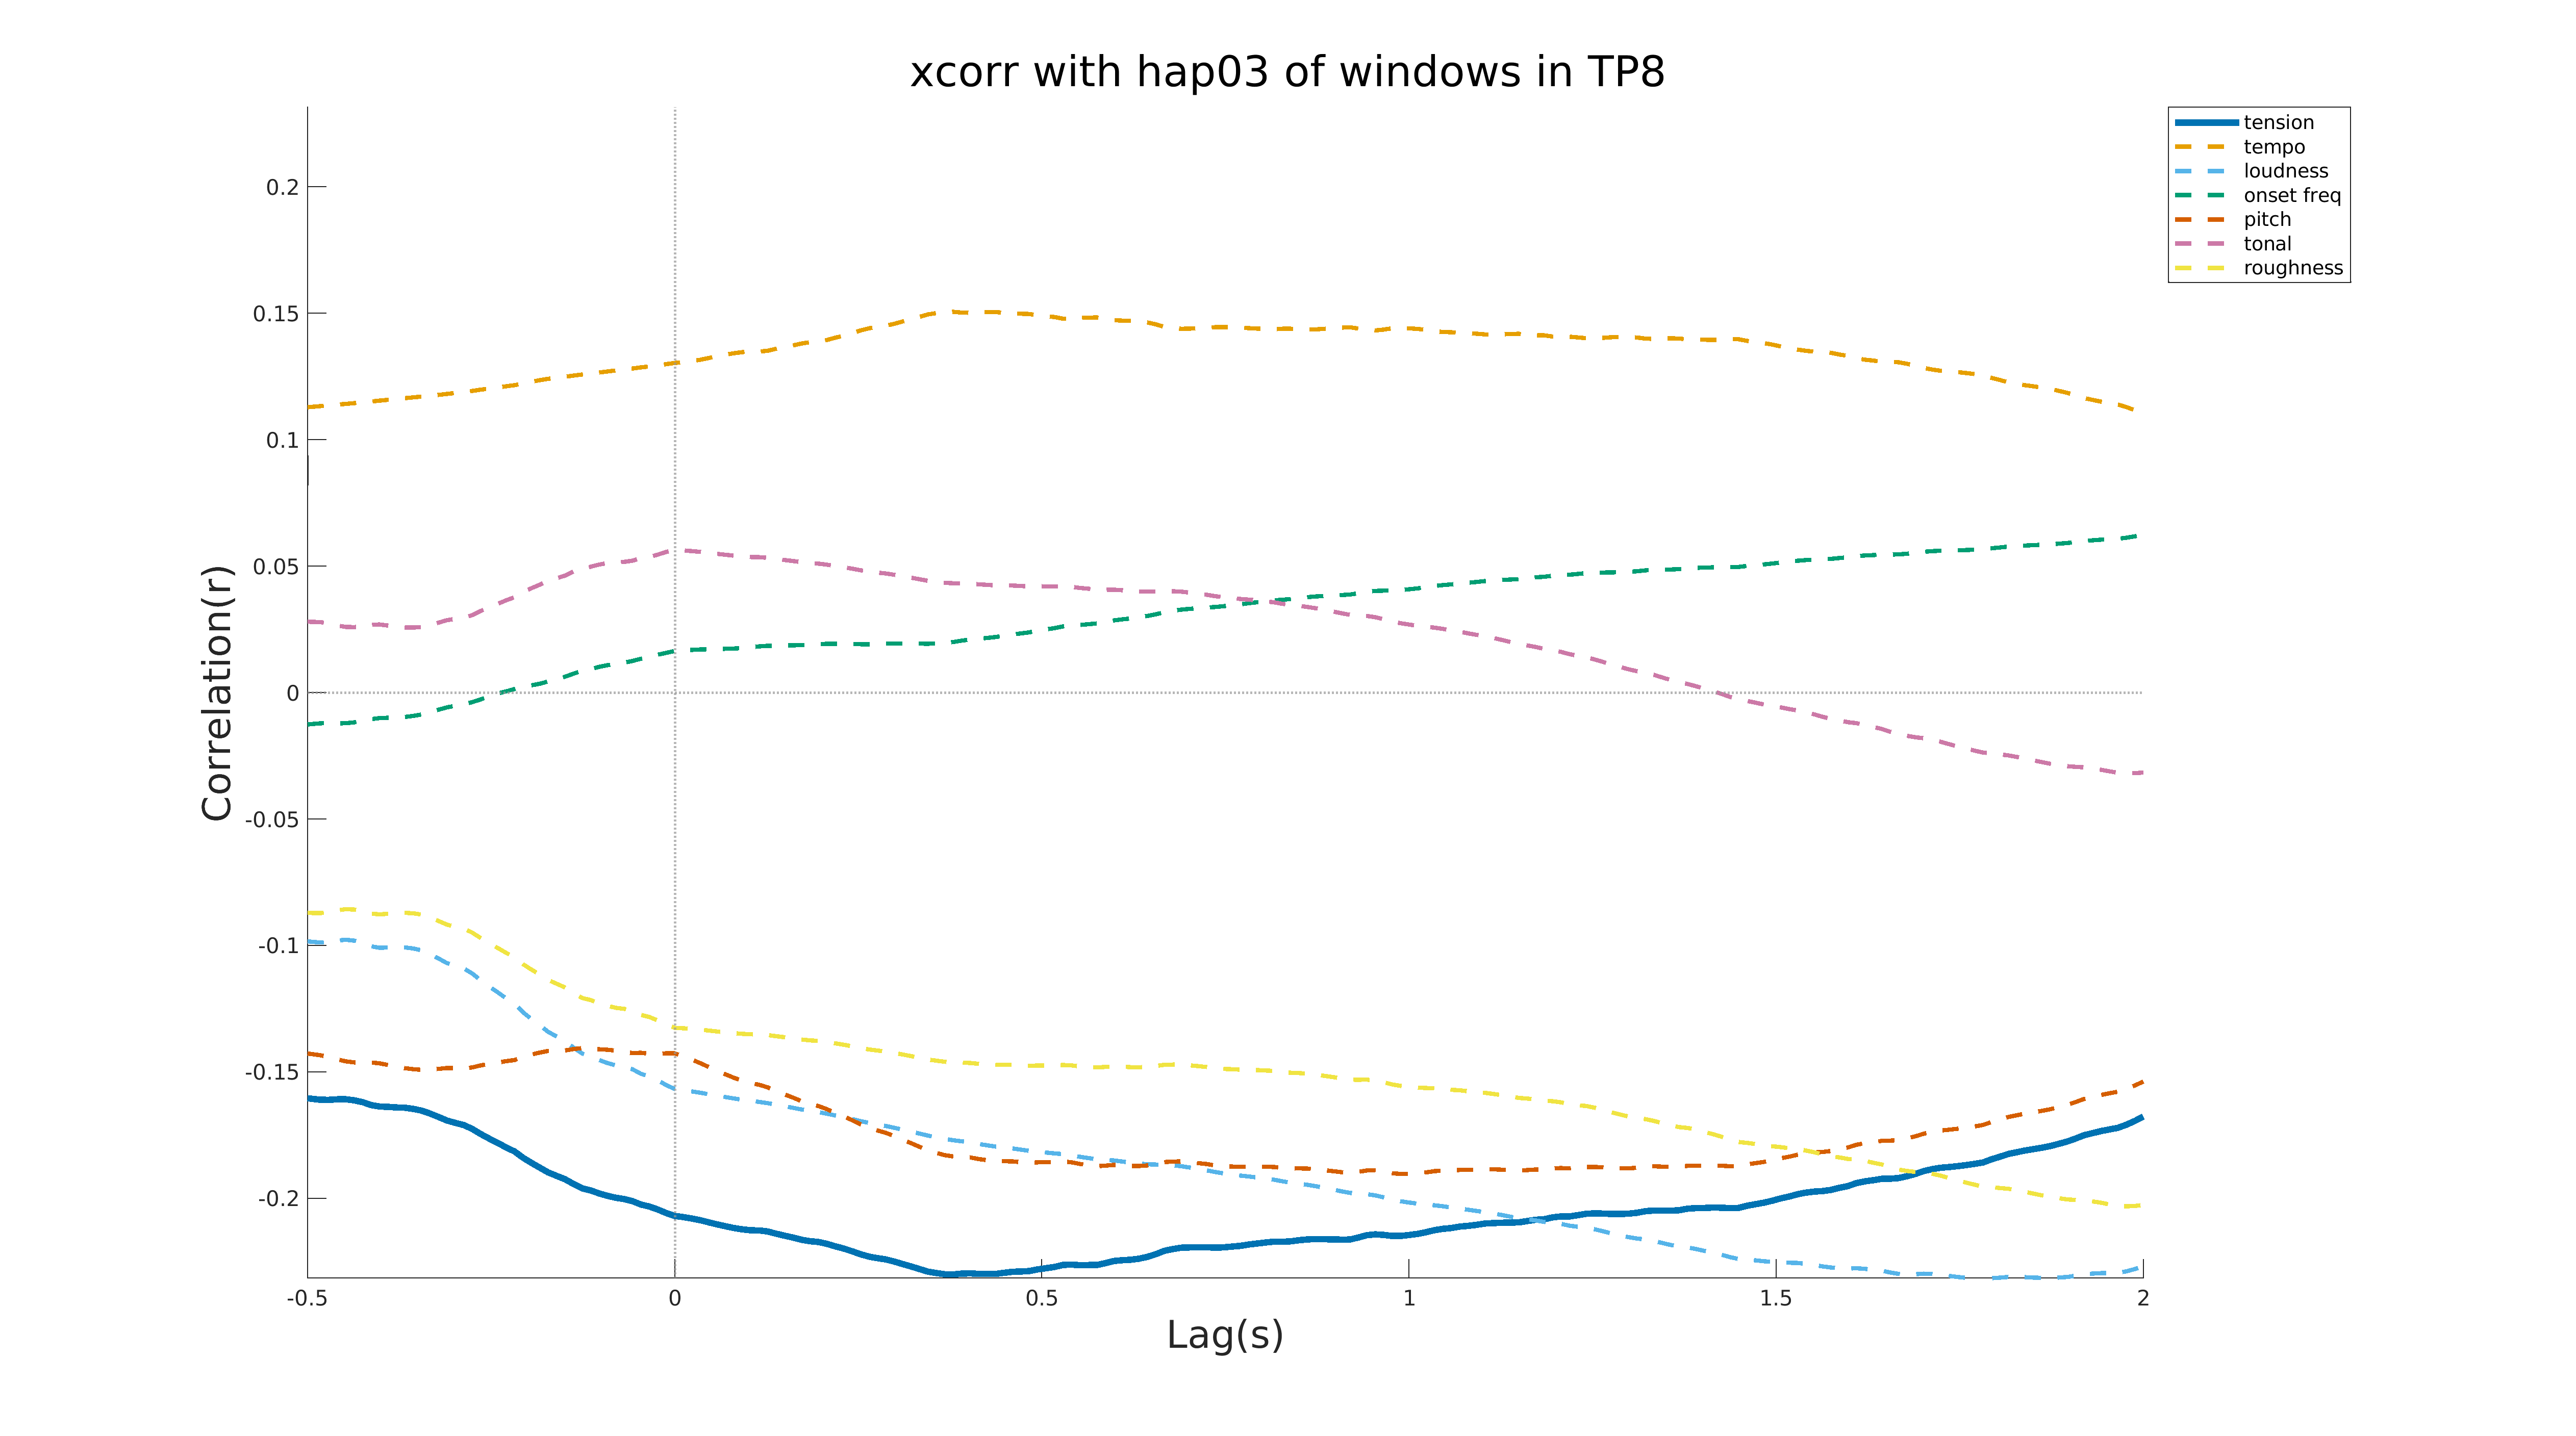 xcorr with hap03 of windows in TP8
tension
tempo
loudness
onset freq
pitch
tonal
roughness
0.2
0.15
0.1
0.05
0
-0.05
-0.1
-0.15
-0.2
Correlation(r)
-0.5 0 0.5 1 1.5 2
Lag(s)